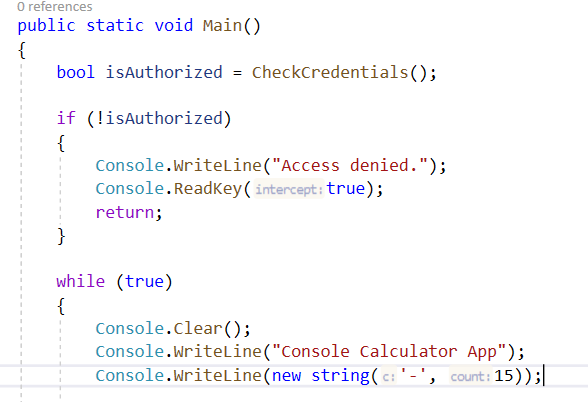 0 references
public static void Main()
{
bool isAuthorized = CheckCredentials();
if (!isAuthorized)
{
Console.WriteLine("Access denied.");
Console.ReadKey(intercept: true);
return;
}
while (true)
{
Console.Clear();
Console.WriteLine("Console Calculator App");
Console.WriteLine(new string(c: '-', count: 15));